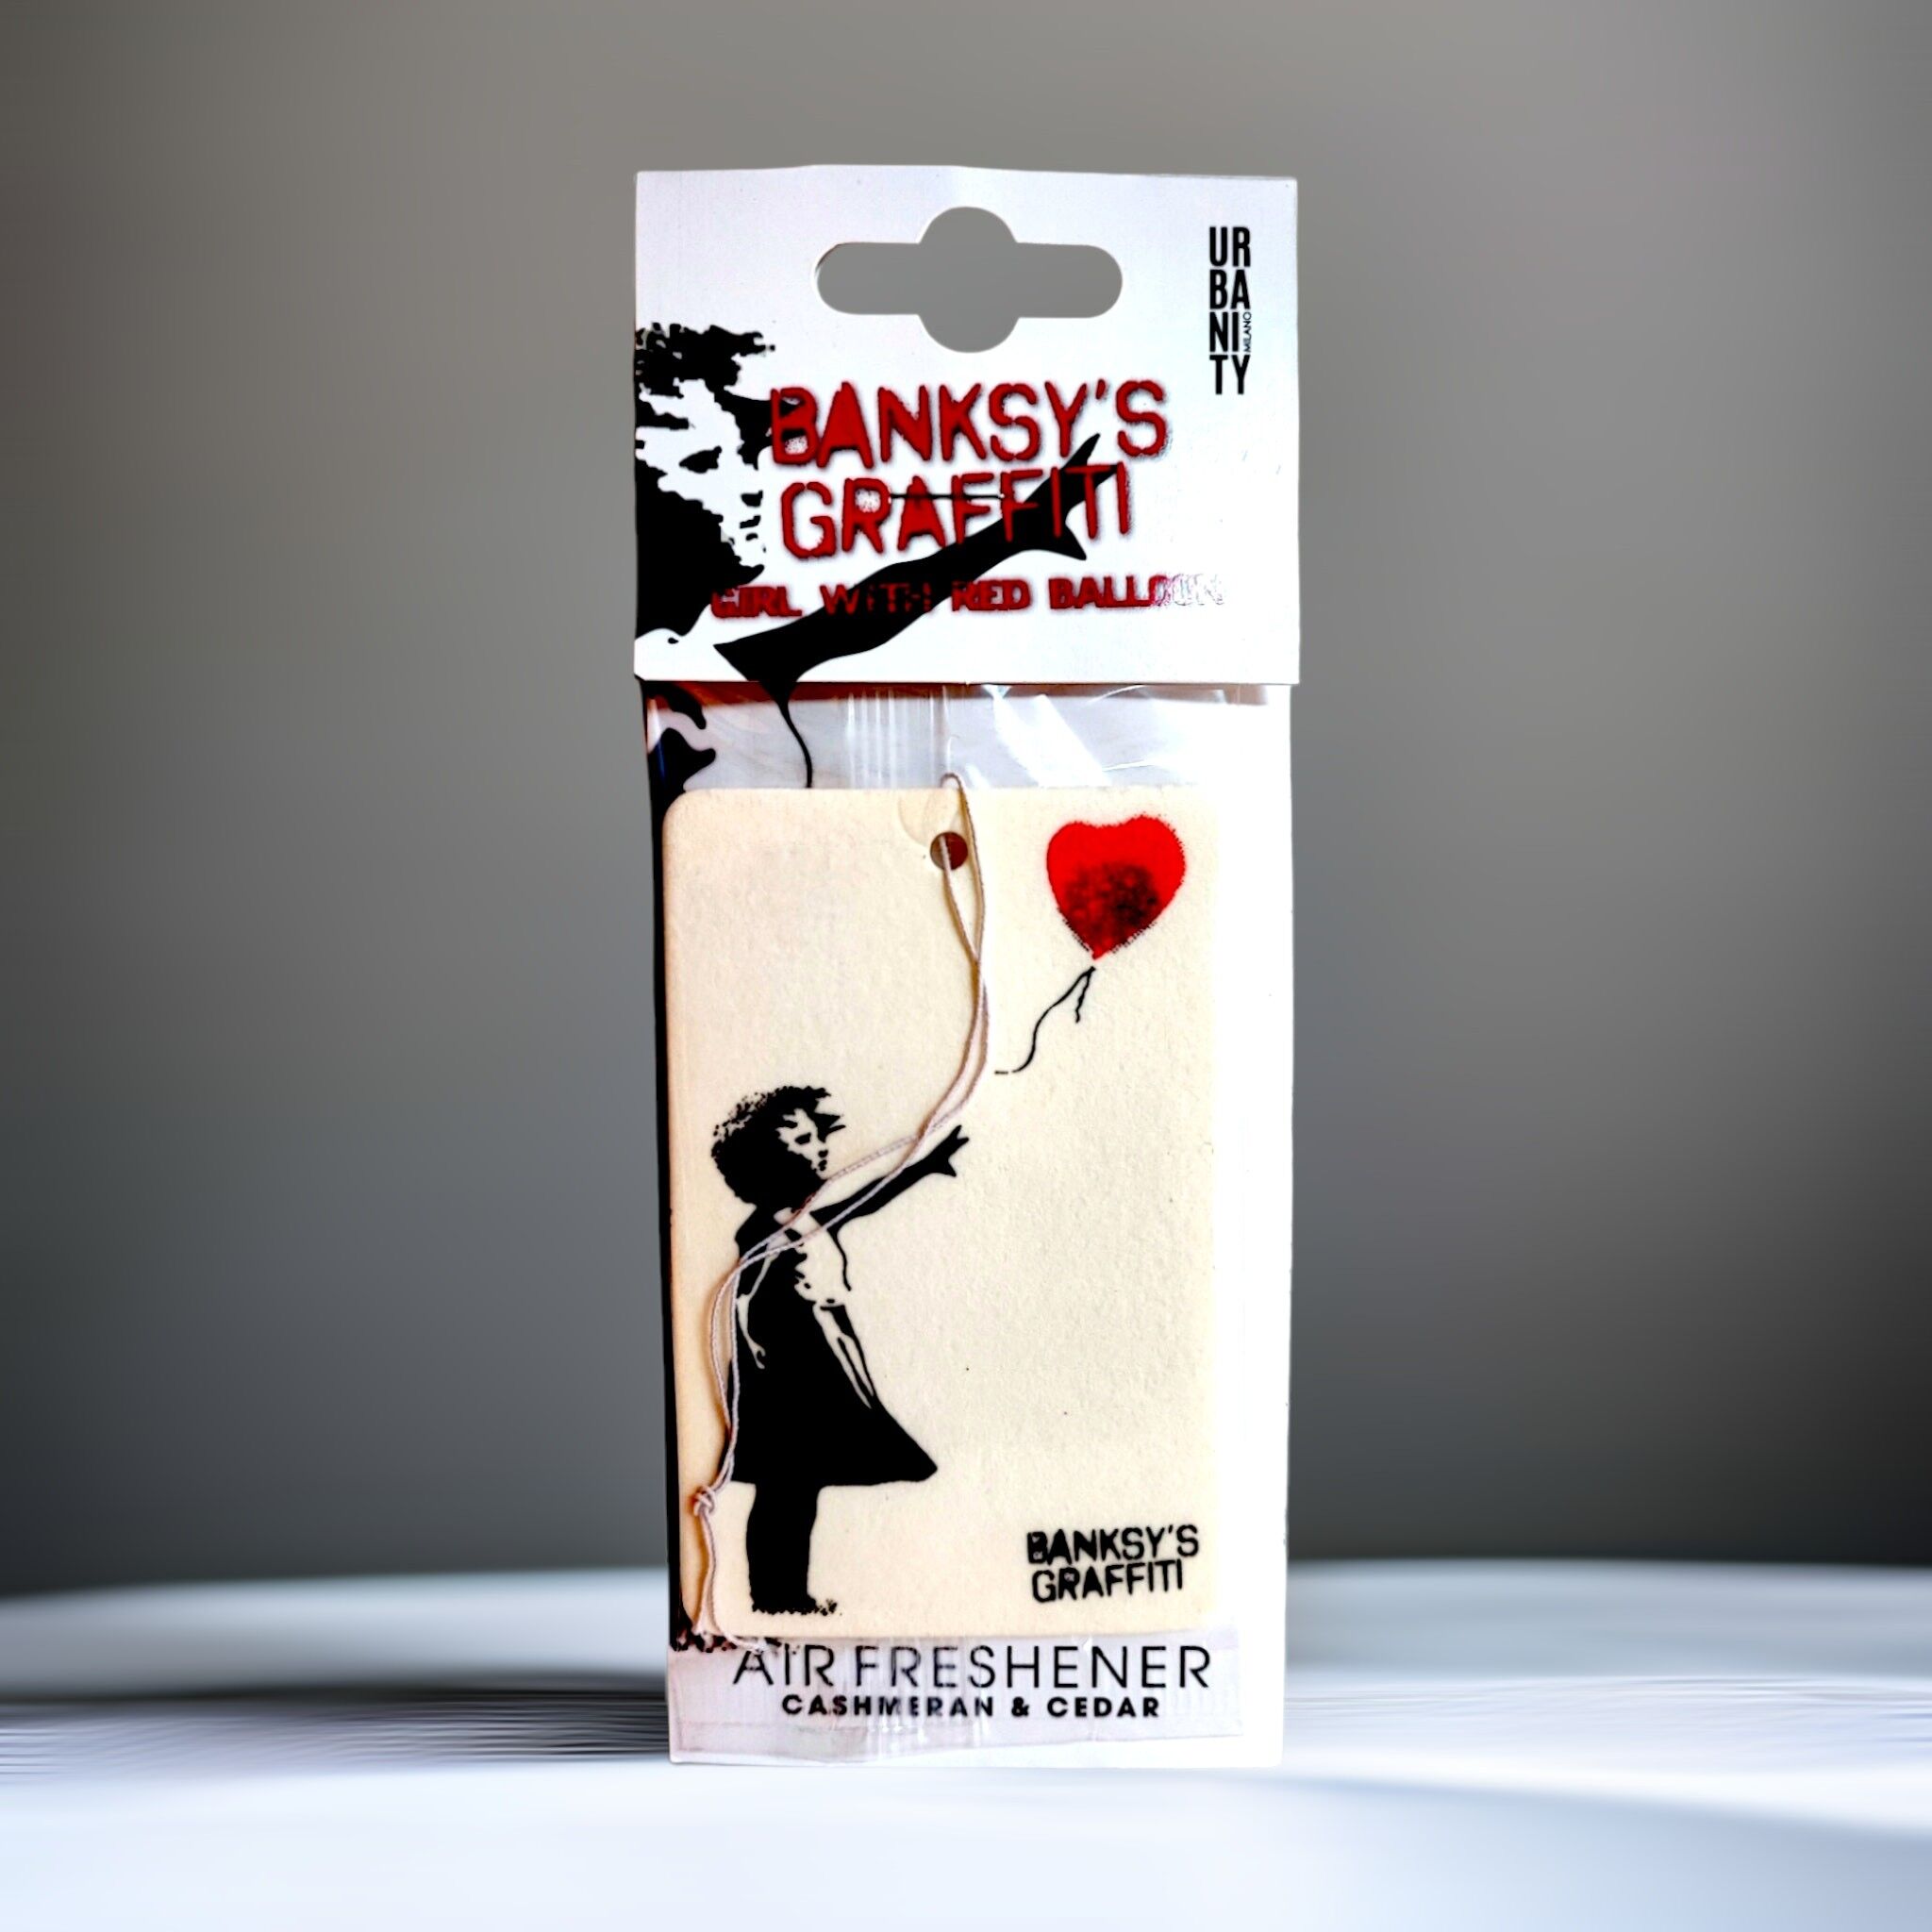 UR
BA
NI
TY
MILANO
BANKSY'S
GRAFFITI
GIRL WITH RED BALLOON
BANKSY'S
GRAFFITI
AIR FRESHENER
CASHMERAN & CEDAR